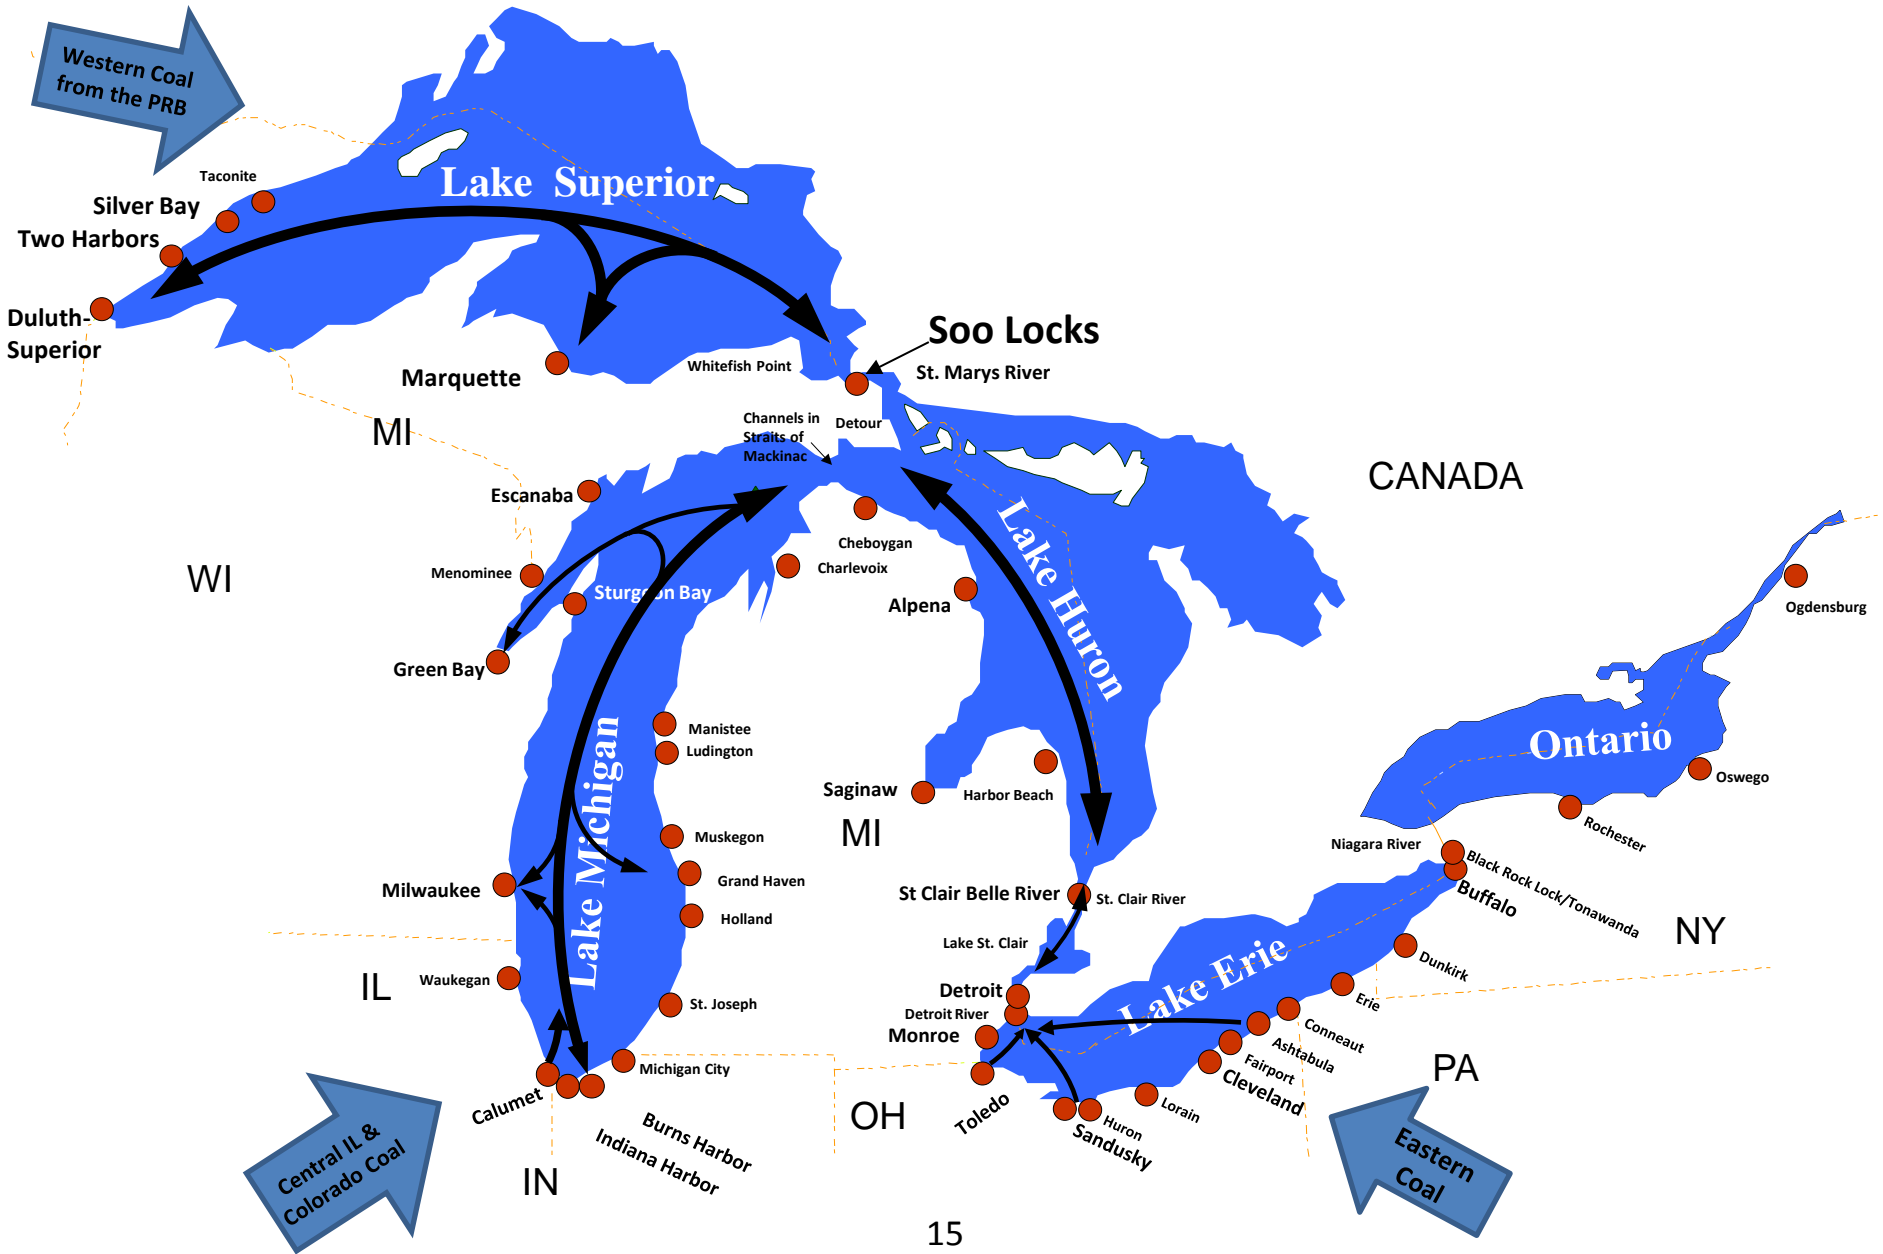 Western Coal
from the PRB
Taconite
Silver Bay
Two Harbors
Duluth-
Superior
Lake Superior
Marquette
Whitefish Point
Soo Locks
St. Marys River
MI
Channels in
Straits of
Mackinac
Detour
CANADA
Escanaba
Menominee
WI
Sturgeon Bay
Green Bay
Cheboygan
Charlevoix
Alpena
Lake Huron
Ogdensburg
Manistee
Ludington
Lake Michigan
Saginaw
Harbor Beach
MI
Ontario
Oswego
Rochester
Niagara River
Black Rock Lock/Tonawanda
Buffalo
NY
Muskegon
Grand Haven
Holland
Milwaukee
St Clair Belle River
St. Clair River
Lake St. Clair
IL
Waukegan
St. Joseph
Detroit
Detroit River
Monroe
Lake Erie
Dunkirk
Erie
Conneaut
Ashtabula
Fairport
Cleveland
PA
Michigan City
Calumet
Burns Harbor
Indiana Harbor
IN
OH
Toledo
Lorain
Huron
Sandusky
Central IL &
Colorado Coal
Eastern
Coal
15